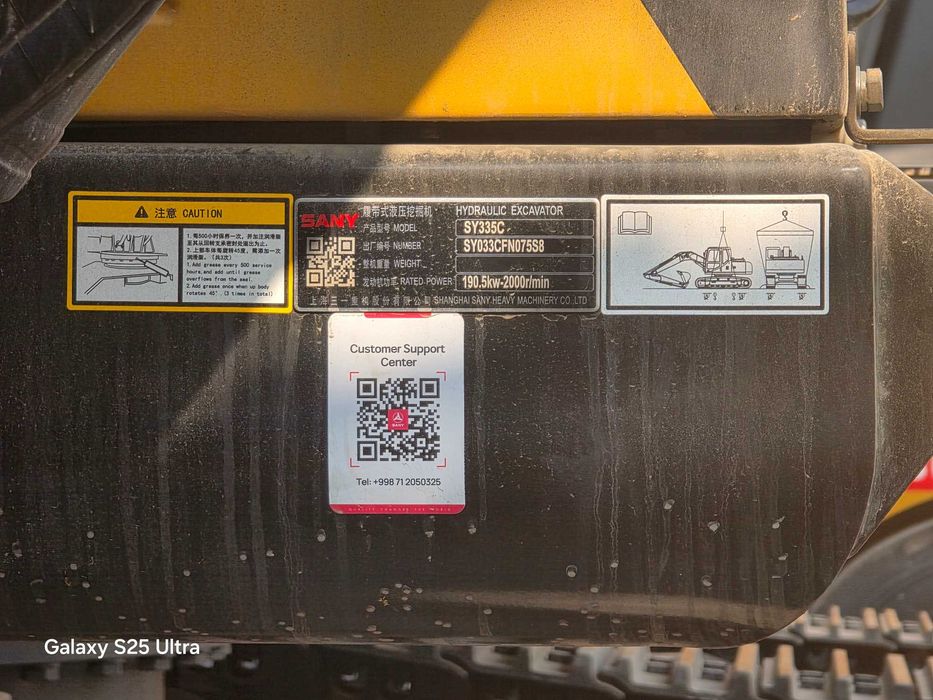 ⚠ 注意 CAUTION
1. 每500小时保养一次，并加注润滑脂
至其从回转支承密封处溢出为止。
2. 上部车体每旋转45度，需添加一次
润滑脂。（共3次）
1. Add grease every 500 service
hours, and add until grease
overflows from the seal.
2. Add grease once when up body
rotates 45°. (3 times in total)
SANY
履带式液压挖掘机 HYDRAULIC EXCAVATOR
产品型号 MODEL SY335C
出厂编号 NUMBER SY033CFN075S8
整机重量 WEIGHT
发动机功率 RATED POWER 190.5kw-2000r/min
上海三一重机股份有限公司 SHANGHAI SANY HEAVY MACHINERY CO.,LTD
Customer Support
Center
SANY
Tel: +998 71 2050325
QUALITY CHANGES THE WORLD
Galaxy S25 Ultra